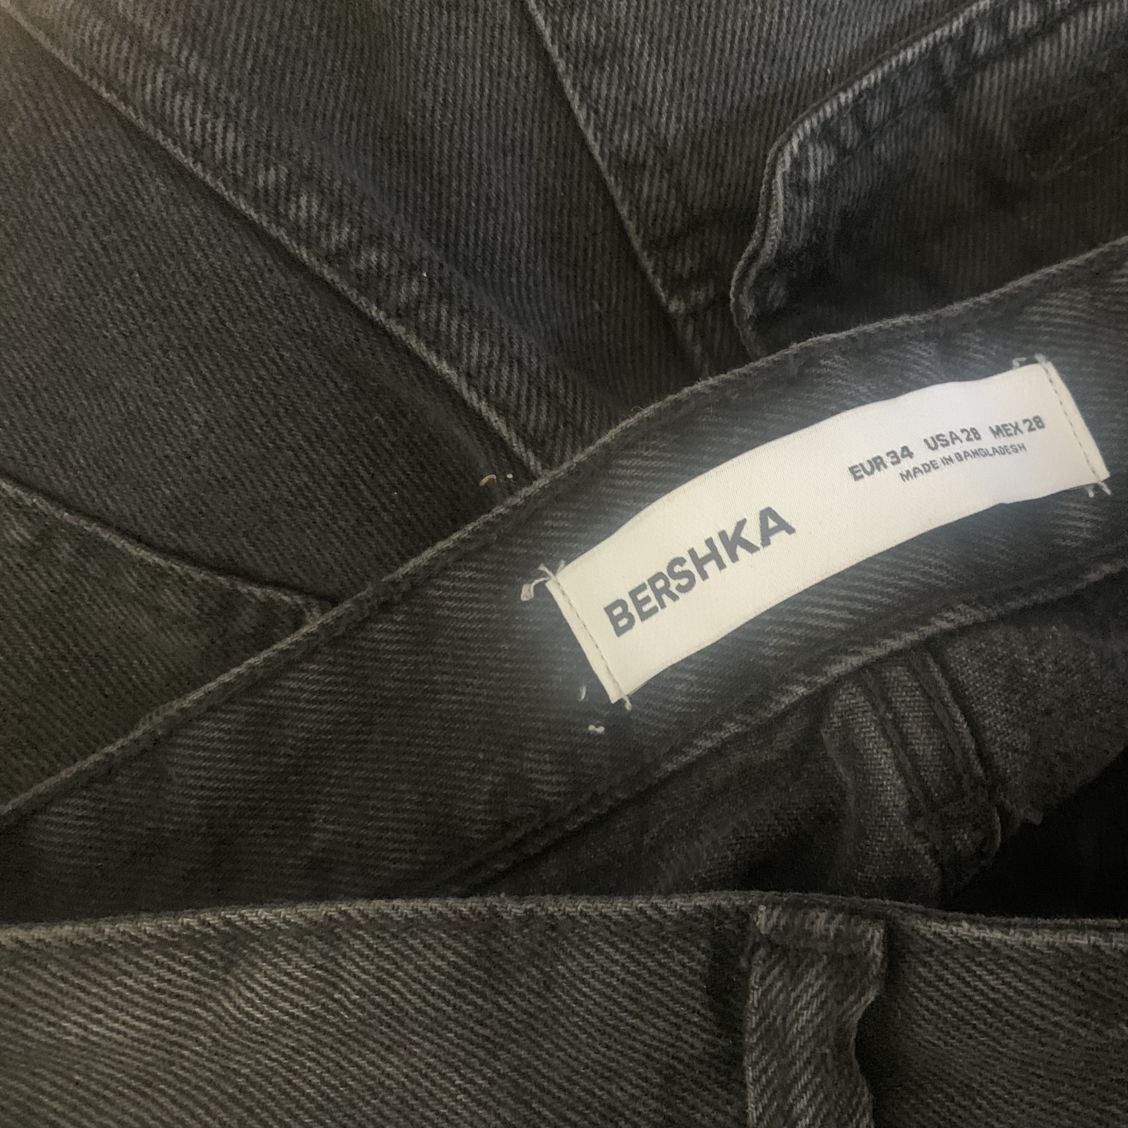 BERSHKA
EUR 34 USA 28 MEX 28
MADE IN BANGLADESH